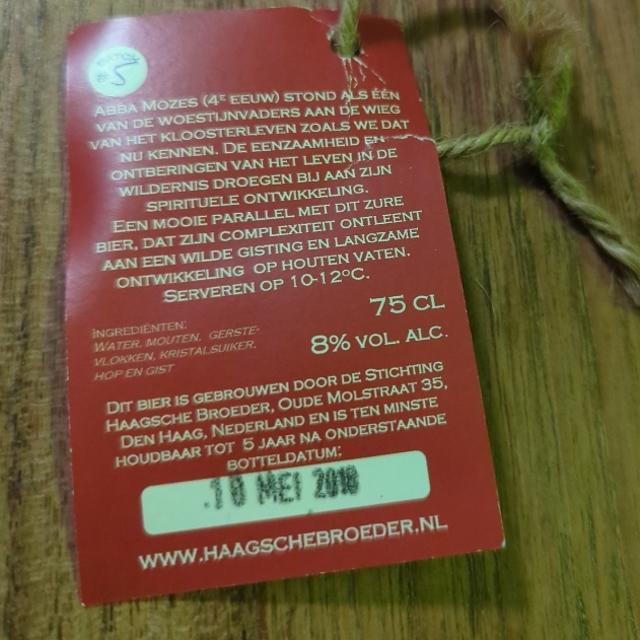 5
Abba Mozes (4e eeuw) stond als één
van de woestijnvaders aan de wieg
van het kloosterleven zoals we dat
nu kennen. De eenzaamheid en
ontberingen van het leven in de
wildernis droegen bij aan zijn
spirituele ontwikkeling.
Een mooie parallel met dit zure
bier, dat zijn complexiteit ontleent
aan een wilde gisting en langzame
ontwikkeling op houten vaten.
Serveren op 10-12°C.
75 cl
8% vol. alc.
Ingrediënten:
Water, mouten, gerste-
vlokken, kristalsuiker,
hop en gist
Dit bier is gebrouwen door de Stichting
Haagsche Broeder, Oude Molstraat 35,
Den Haag, Nederland en is ten minste
houdbaar tot 5 jaar na onderstaande
botteldatum:
MEI
www.haagschebroeder.nl